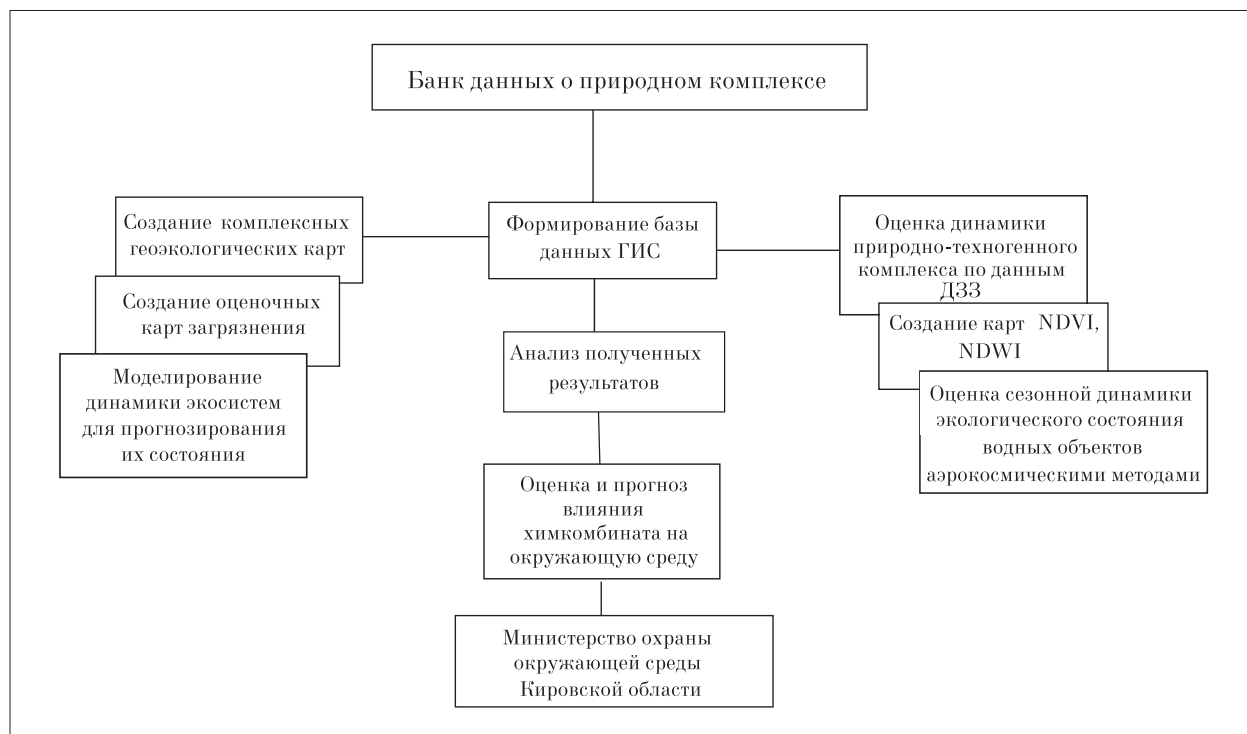 Банк данных о природном комплексе
Создание комплексных
геоэкологических карт
Создание оценочных
карт загрязнения
Моделирование
динамики экосистем
для прогнозирования
их состояния
Формирование базы
данных ГИС
Анализ полученных
результатов
Оценка и прогноз
влияния
химкомбината на
окружающую среду
Министерство охраны
окружающей среды
Кировской области
Оценка динамики
природно-техногенного
комплекса по данным
ДЗЗ
Создание карт NDVI,
NDWI
Оценка сезонной динамики
экологического состояния
водных объектов
аэрокосмическими методами